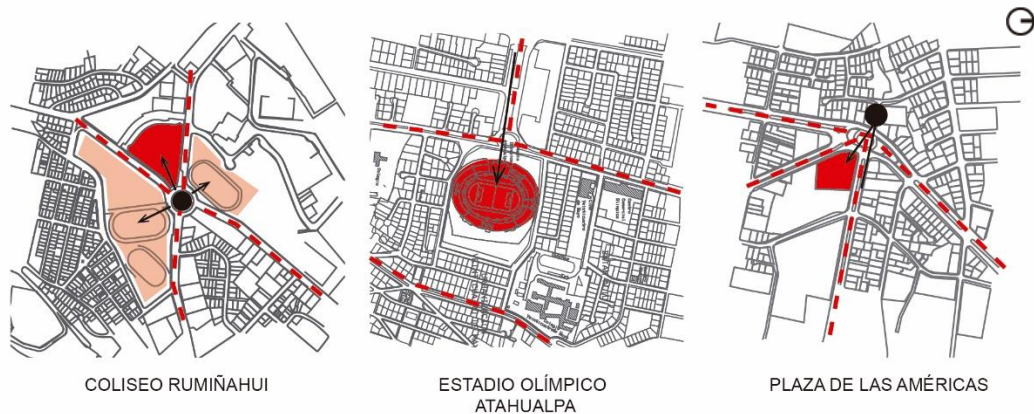 COLISEO RUMIÑAHUI
ESTADIO OLÍMPICO
ATAHUALPA
PLAZA DE LAS AMÉRICAS